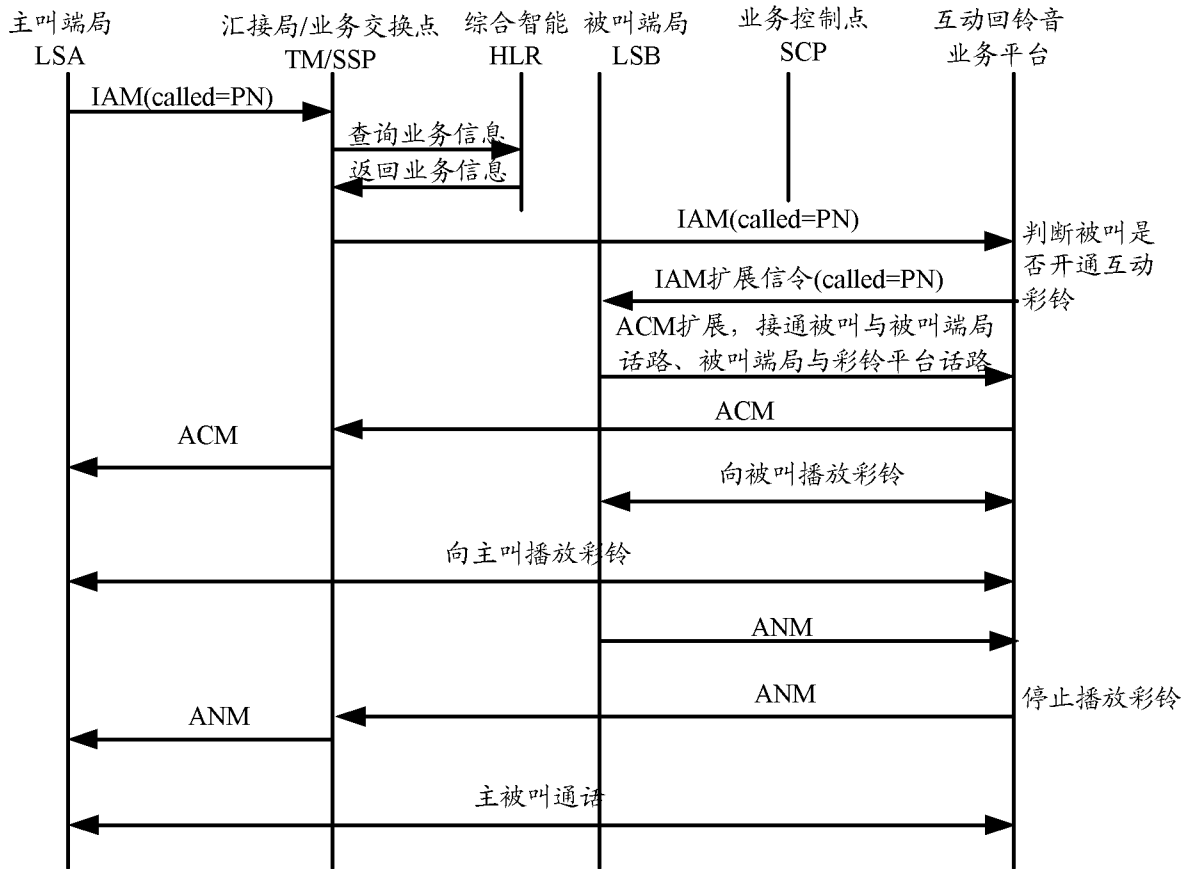 主叫端局
LSA
汇接局/业务交换点
TM/SSP
综合智能
HLR
被叫端局
LSB
业务控制点
SCP
互动回铃音
业务平台
IAM(called=PN)
查询业务信息
返回业务信息
IAM(called=PN)
判断被叫是
否开通互动
彩铃
IAM扩展信令(called=PN)
ACM扩展，接通被叫与被叫端局
话路、被叫端局与彩铃平台话路
ACM
ACM
向被叫播放彩铃
向主叫播放彩铃
ANM
ANM
停止播放彩铃
ANM
主被叫通话